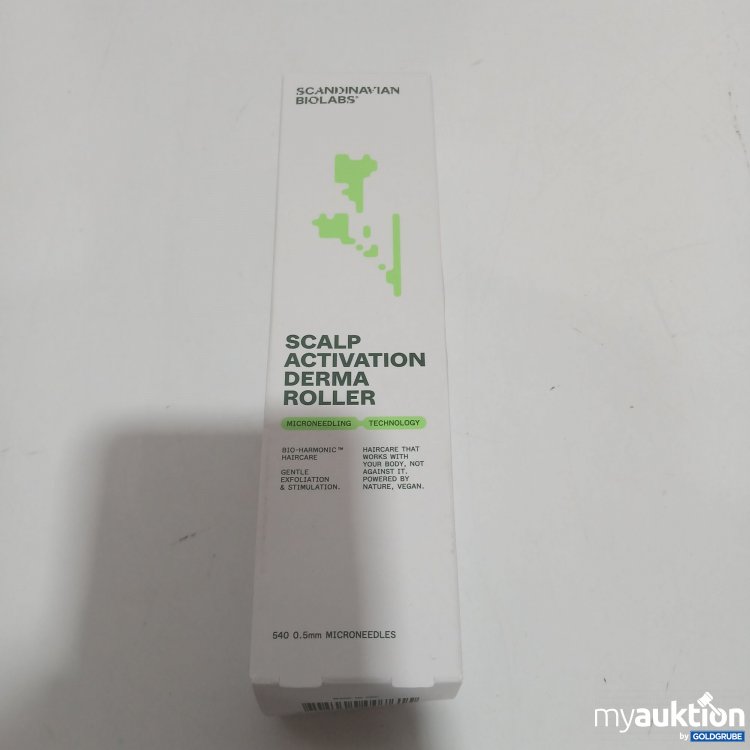 SCANDINAVIAN
BIOLABS®
SCALP
ACTIVATION
DERMA
ROLLER
MICRONEEDLING TECHNOLOGY
BIO-HARMONIC™
HAIRCARE
GENTLE
EXFOLIATION
& STIMULATION.
HAIRCARE THAT
WORKS WITH
YOUR BODY, NOT
AGAINST IT.
POWERED BY
NATURE, VEGAN.
540 0.5mm MICRONEEDLES
myauktion
by GOLDGRUBE